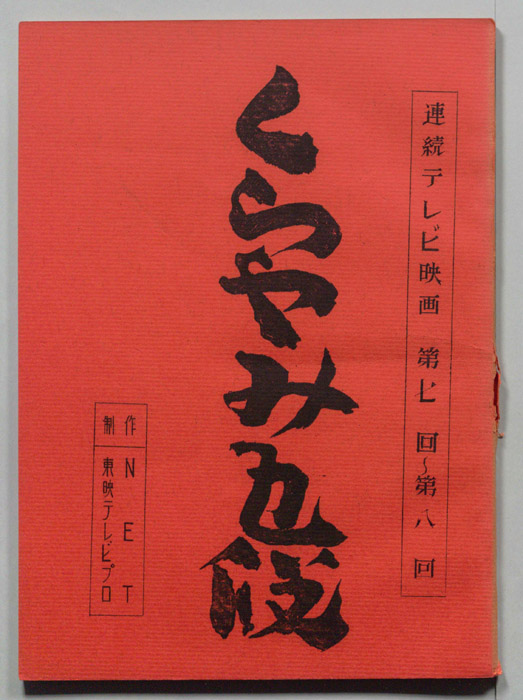 連続テレビ映画 第七回~第八回
くらやみ五段
制作
NET
東映テレビプロ